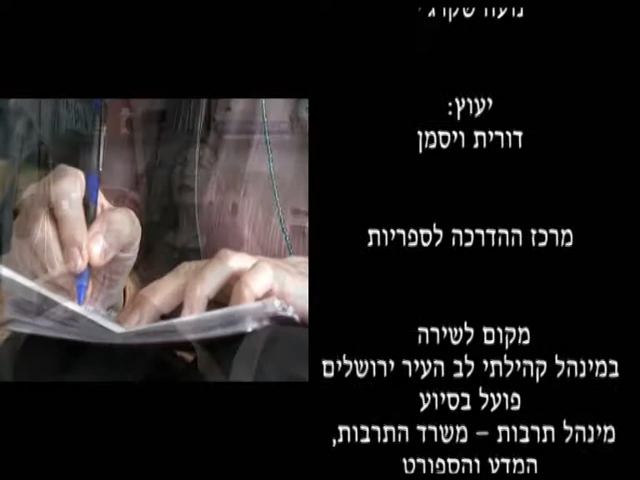 יעוץ:
דורית ויסמן
מרכז ההדרכה לספריות
מקום לשירה
במינהל קהילתי לב העיר ירושלים
פועל בסיוע
מינהל תרבות – משרד התרבות,
המדע והספורט